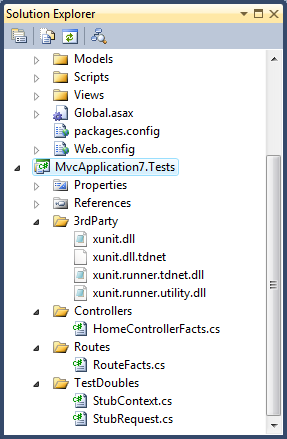 Solution Explorer
Models
Scripts
Views
Global.asax
packages.config
Web.config
MvcApplication7.Tests
Properties
References
3rdParty
xunit.dll
xunit.dll.tdnet
xunit.runner.tdnet.dll
xunit.runner.utility.dll
Controllers
HomeControllerFacts.cs
Routes
RouteFacts.cs
TestDoubles
StubContext.cs
StubRequest.cs